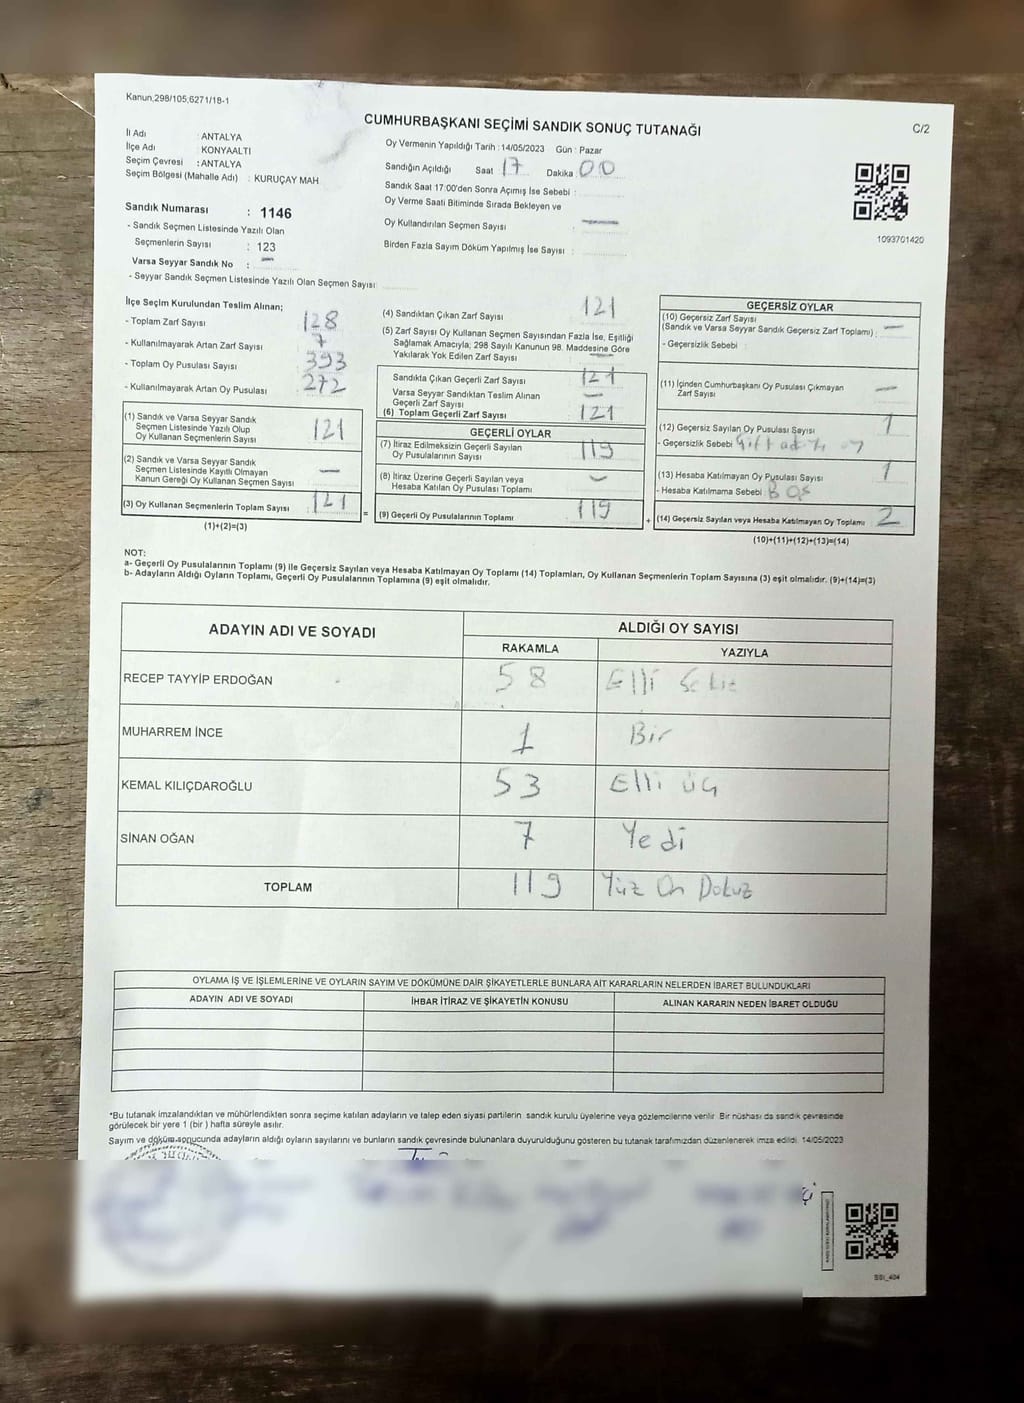 Kanun,298/105,6271/18-1
CUMHURBAŞKANI SEÇİMİ SANDIK SONUÇ TUTANAĞI
C/2
İli Adı : ANTALYA
İlçe Adı : KONYAALTI
Seçim Çevresi : ANTALYA
Seçim Bölgesi (Mahalle Adı) : KURUÇAY MAH
Sandık Numarası : 1146
- Sandık Seçmen Listesinde Yazılı Olan
Seçmenlerin Sayısı : 123
Varsa Seyyar Sandık No : —
- Seyyar Sandık Seçmen Listesinde Yazılı Olan Seçmen Sayısı:
Oy Vermenin Yapıldığı Tarih : 14/05/2023 Gün : Pazar
Sandığın Açıldığı Saat 17 Dakika : 00
Sandık Saat 17:00'den Sonra Açımış İse Sebebi :
Oy Verme Saati Bitiminde Sırada Bekleyen ve
Oy Kullandırılan Seçmen Sayısı : —
Birden Fazla Sayım Döküm Yapılmış İse Sayısı :
1093701420
İlçe Seçim Kurulundan Teslim Alınan;
- Toplam Zarf Sayısı 128
- Kullanılmayarak Artan Zarf Sayısı 7
- Toplam Oy Pusulası Sayısı 393
- Kullanılmayarak Artan Oy Pusulası 272
(1) Sandık ve Varsa Seyyar Sandık
Seçmen Listesinde Yazılı Olup
Oy Kullanan Seçmenlerin Sayısı 121
(2) Sandık ve Varsa Seyyar Sandık
Seçmen Listesinde Kayıtlı Olmayan
Kanun Gereği Oy Kullanan Seçmen Sayısı —
(3) Oy Kullanan Seçmenlerin Toplam Sayısı 121
(1)+(2)=(3)
(4) Sandıktan Çıkan Zarf Sayısı 121
(5) Zarf Sayısı Oy Kullanan Seçmen Sayısından Fazla İse, Eşitliği
Sağlamak Amacıyla; 298 Sayılı Kanunun 98. Maddesine Göre
Yakılarak Yok Edilen Zarf Sayısı —
Sandıkta Çıkan Geçerli Zarf Sayısı 121
Varsa Seyyar Sandıktan Teslim Alınan
Geçerli Zarf Sayısı —
(6) Toplam Geçerli Zarf Sayısı 121
GEÇERLİ OYLAR
(7) İtiraz Edilmeksizin Geçerli Sayılan
Oy Pusulalarının Sayısı 119
(8) İtiraz Üzerine Geçerli Sayılan veya
Hesaba Katılan Oy Pusulası Toplamı —
= (9) Geçerli Oy Pusulalarının Toplamı 119
GEÇERSİZ OYLAR
(10) Geçersiz Zarf Sayısı
(Sandık ve Varsa Seyyar Sandık Geçersiz Zarf Toplamı) : —
- Geçersizlik Sebebi :
(11) İçinden Cumhurbaşkanı Oy Pusulası Çıkmayan
Zarf Sayısı —
(12) Geçersiz Sayılan Oy Pusulası Sayısı 1
- Geçersizlik Sebebi : oy
(13) Hesaba Katılmayan Oy Pusulası Sayısı 1
- Hesaba Katılmama Sebebi : BOŞ
+ (14) Geçersiz Sayılan veya Hesaba Katılmayan Oy Toplamı 2
(10)+(11)+(12)+(13)=(14)
NOT:
a- Geçerli Oy Pusulalarının Toplamı (9) ile Geçersiz Sayılan veya Hesaba Katılmayan Oy Toplamı (14) Toplamları, Oy Kullanan Seçmenlerin Toplam Sayısına (3) eşit olmalıdır. (9)+(14)=(3)
b- Adayların Aldığı Oyların Toplamı, Geçerli Oy Pusulalarının Toplamına (9) eşit olmalıdır.
ADAYIN ADI VE SOYADI ALDIĞI OY SAYISI
RAKAMLA YAZIYLA
RECEP TAYYİP ERDOĞAN 58 Elli Sekiz
MUHARREM İNCE 1 Bir
KEMAL KILIÇDAROĞLU 53 Elli üç
SİNAN OĞAN 7 Yedi
TOPLAM 119 Yüz On Dokuz
OYLAMA İŞ VE İŞLEMLERİNE VE OYLARIN SAYIM VE DÖKÜMÜNE DAİR ŞİKAYETLERLE BUNLARA AİT KARARLARIN NELERDEN İBARET BULUNDUKLARI
ADAYIN ADI VE SOYADI İHBAR İTİRAZ VE ŞİKAYETİN KONUSU ALINAN KARARIN NEDEN İBARET OLDUĞU
*Bu tutanak imzalandıktan ve mühürlendikten sonra seçime katılan adayların ve talep eden siyasi partilerin sandık kurulu üyelerine veya gözlemcilerine verilir. Bir nüshası da sandık çevresinde
görülecek bir yere 1 (bir ) hafta süreyle asılır.
Sayım ve döküm sonucunda adayların aldığı oyların sayılarını ve bunların sandık çevresinde bulunanlara duyurulduğunu gösteren bu tutanak tarafımızdan düzenlenerek imza edildi. 14/05/2023